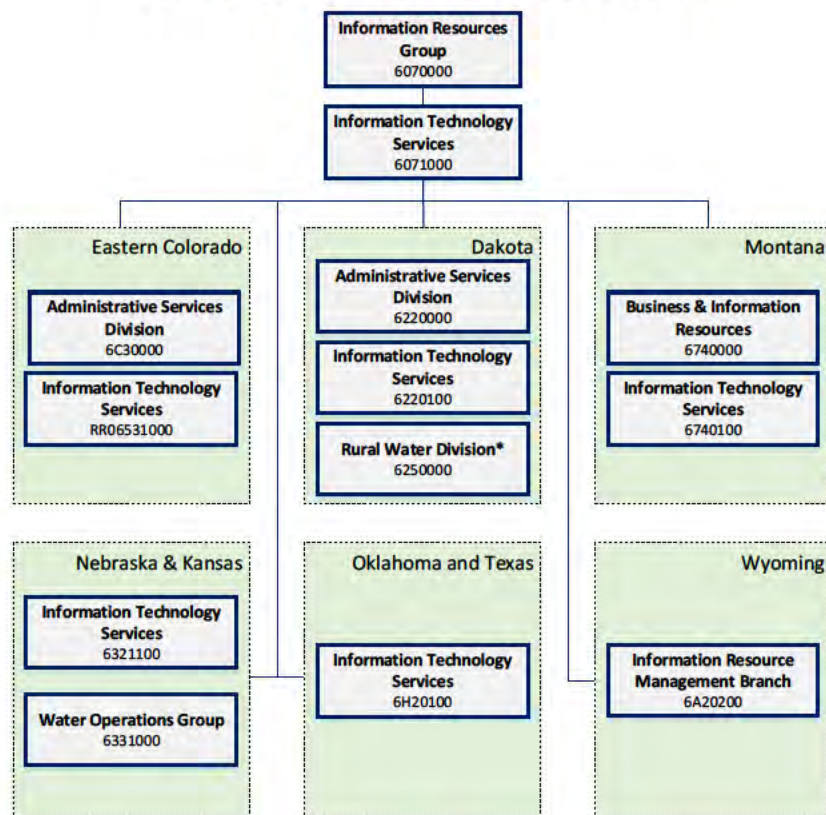 Information Resources
Group
6070000
Information Technology
Services
6071000
Eastern Colorado
Administrative Services
Division
6C30000
Information Technology
Services
RR06531000
Dakota
Administrative Services
Division
6220000
Information Technology
Services
6220100
Rural Water Division*
6250000
Montana
Business & Information
Resources
6740000
Information Technology
Services
6740100
Nebraska & Kansas
Information Technology
Services
6321100
Water Operations Group
6331000
Oklahoma and Texas
Information Technology
Services
6H20100
Wyoming
Information Resource
Management Branch
6A20200